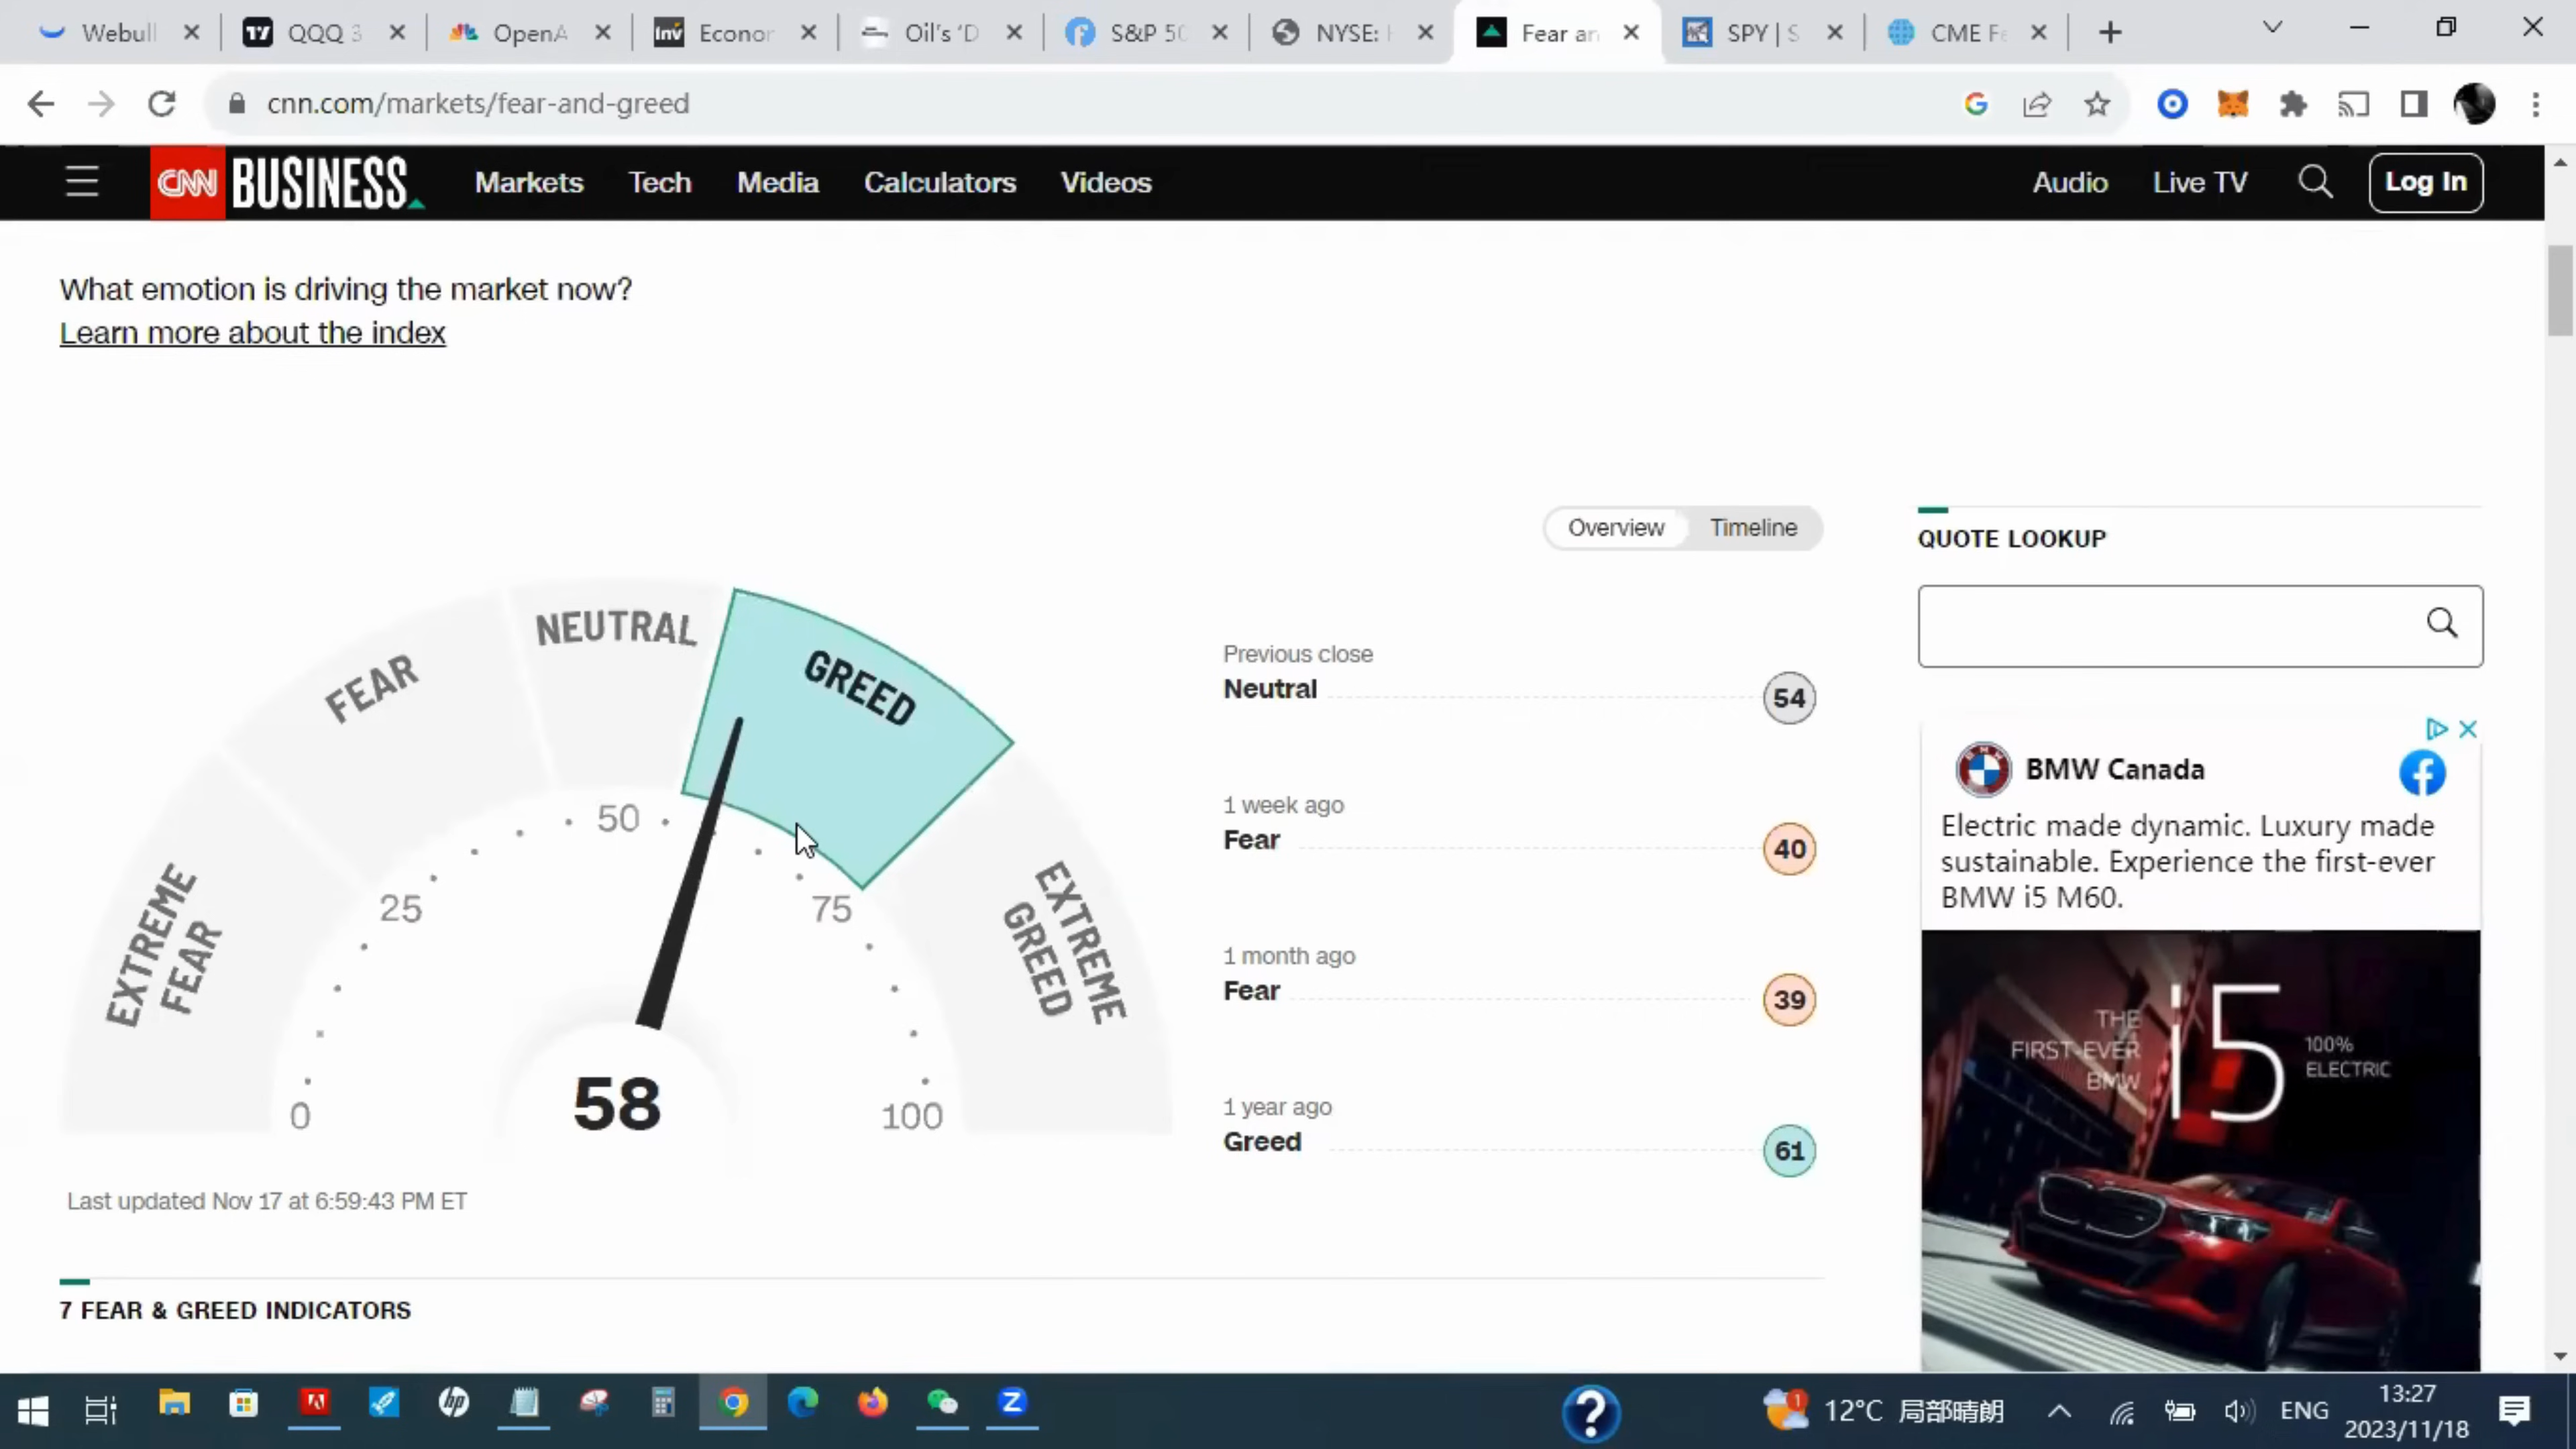 Webull
QQQ 3
OpenA
Econor
Oil's 'D
S&P 50
NYSE:
Fear an
SPY | S
CME Fe
cnn.com/markets/fear-and-greed
CNN BUSINESS
Markets
Tech
Media
Calculators
Videos
Audio
Live TV
Log In
What emotion is driving the market now?
Learn more about the index
Overview
Timeline
EXTREME FEAR
FEAR
NEUTRAL
GREED
EXTREME GREED
0
25
50
75
100
58
Last updated Nov 17 at 6:59:43 PM ET
Previous close
Neutral 54
1 week ago
Fear 40
1 month ago
Fear 39
1 year ago
Greed 61
7 FEAR & GREED INDICATORS
QUOTE LOOKUP
BMW Canada
Electric made dynamic. Luxury made
sustainable. Experience the first-ever
BMW i5 M60.
THE
FIRST-EVER
BMW
i5
100%
ELECTRIC
12°C 局部晴朗
ENG
13:27
2023/11/18